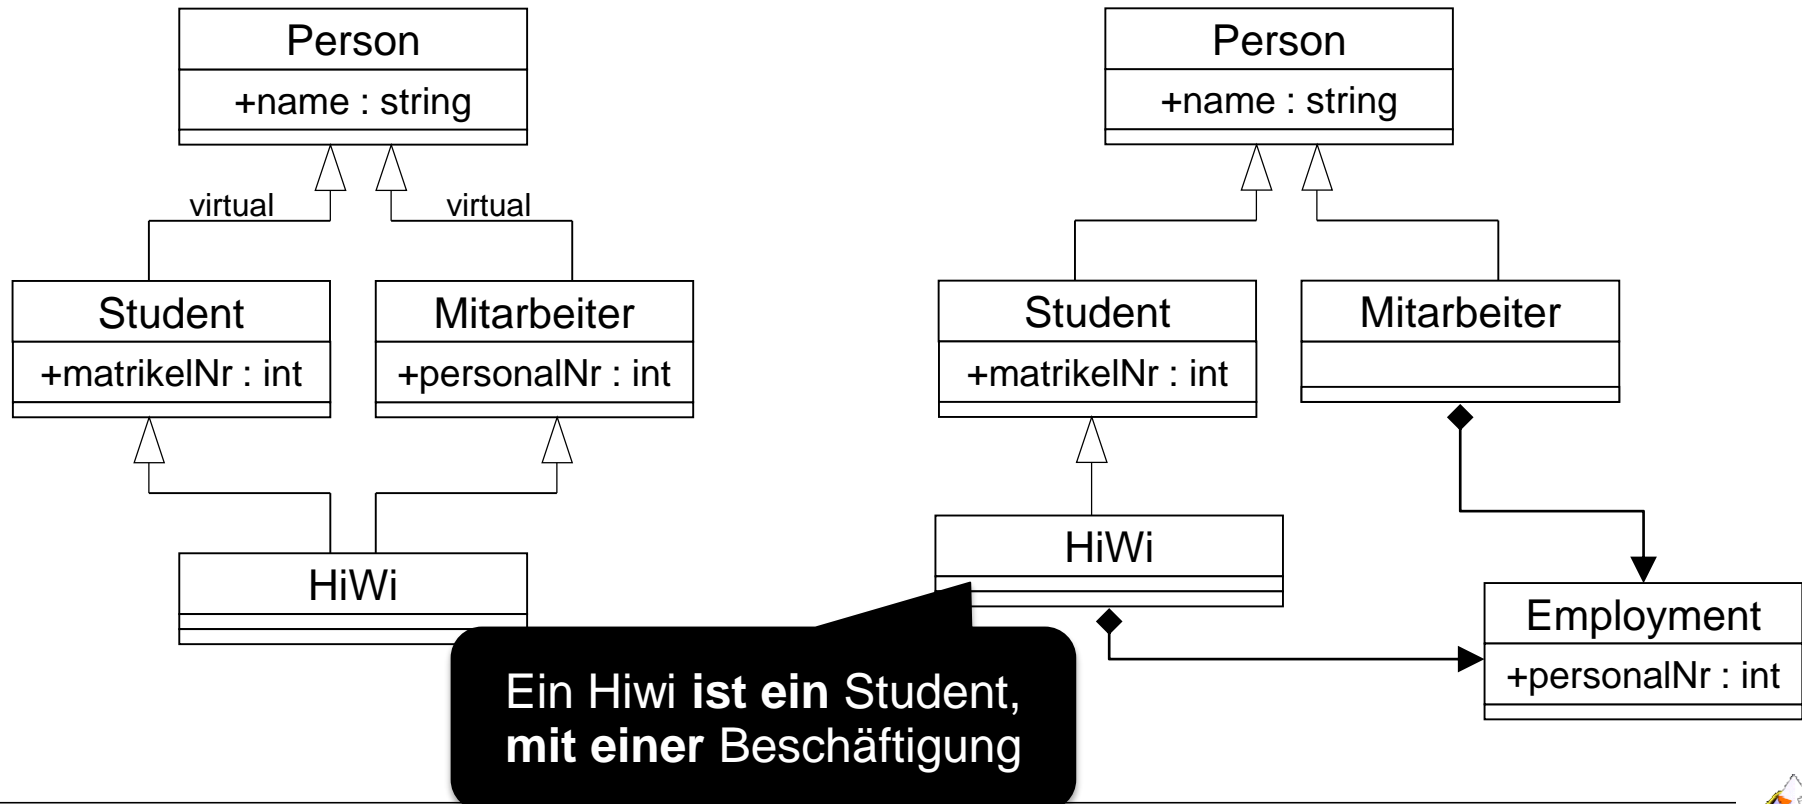 Person
+name : string
virtual
virtual
Student
+matrikelNr : int
Mitarbeiter
+personalNr : int
HiWi
Person
+name : string
Student
+matrikelNr : int
Mitarbeiter
HiWi
Employment
+personalNr : int
Ein Hiwi ist ein Student,
mit einer Beschäftigung